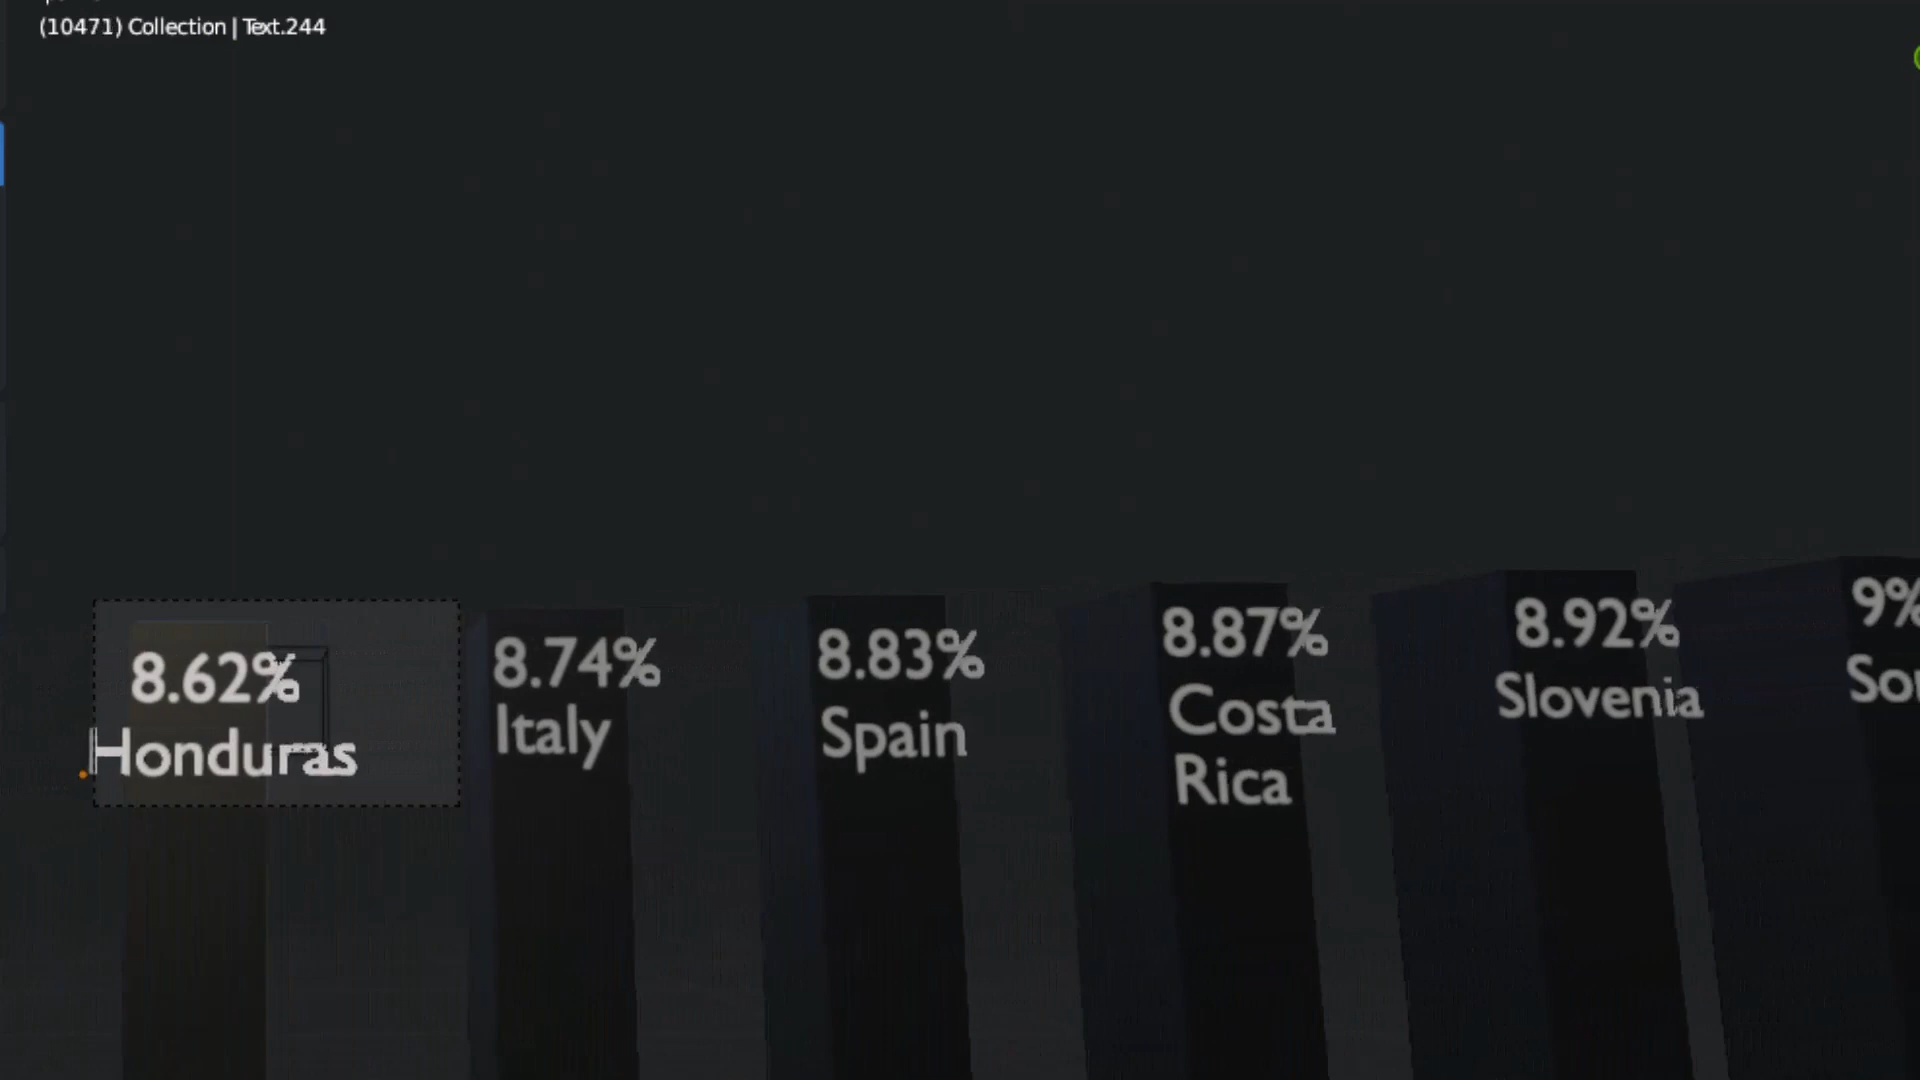 (10471) Collection | Text.244
8.62%
Honduras
8.74%
Italy
8.83%
Spain
8.87%
Costa
Rica
8.92%
Slovenia
9%